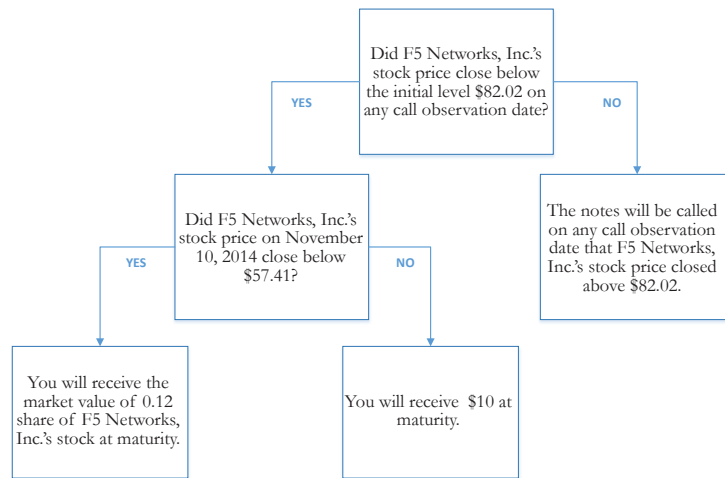 Did F5 Networks, Inc.'s
stock price close below
the initial level $82.02 on
any call observation date?
YES
NO
Did F5 Networks, Inc.'s
stock price on November
10, 2014 close below
$57.41?
The notes will be called
on any call observation
date that F5 Networks,
Inc.'s stock price closed
above $82.02.
YES
NO
You will receive the
market value of 0.12
share of F5 Networks,
Inc.'s stock at maturity.
You will receive $10 at
maturity.